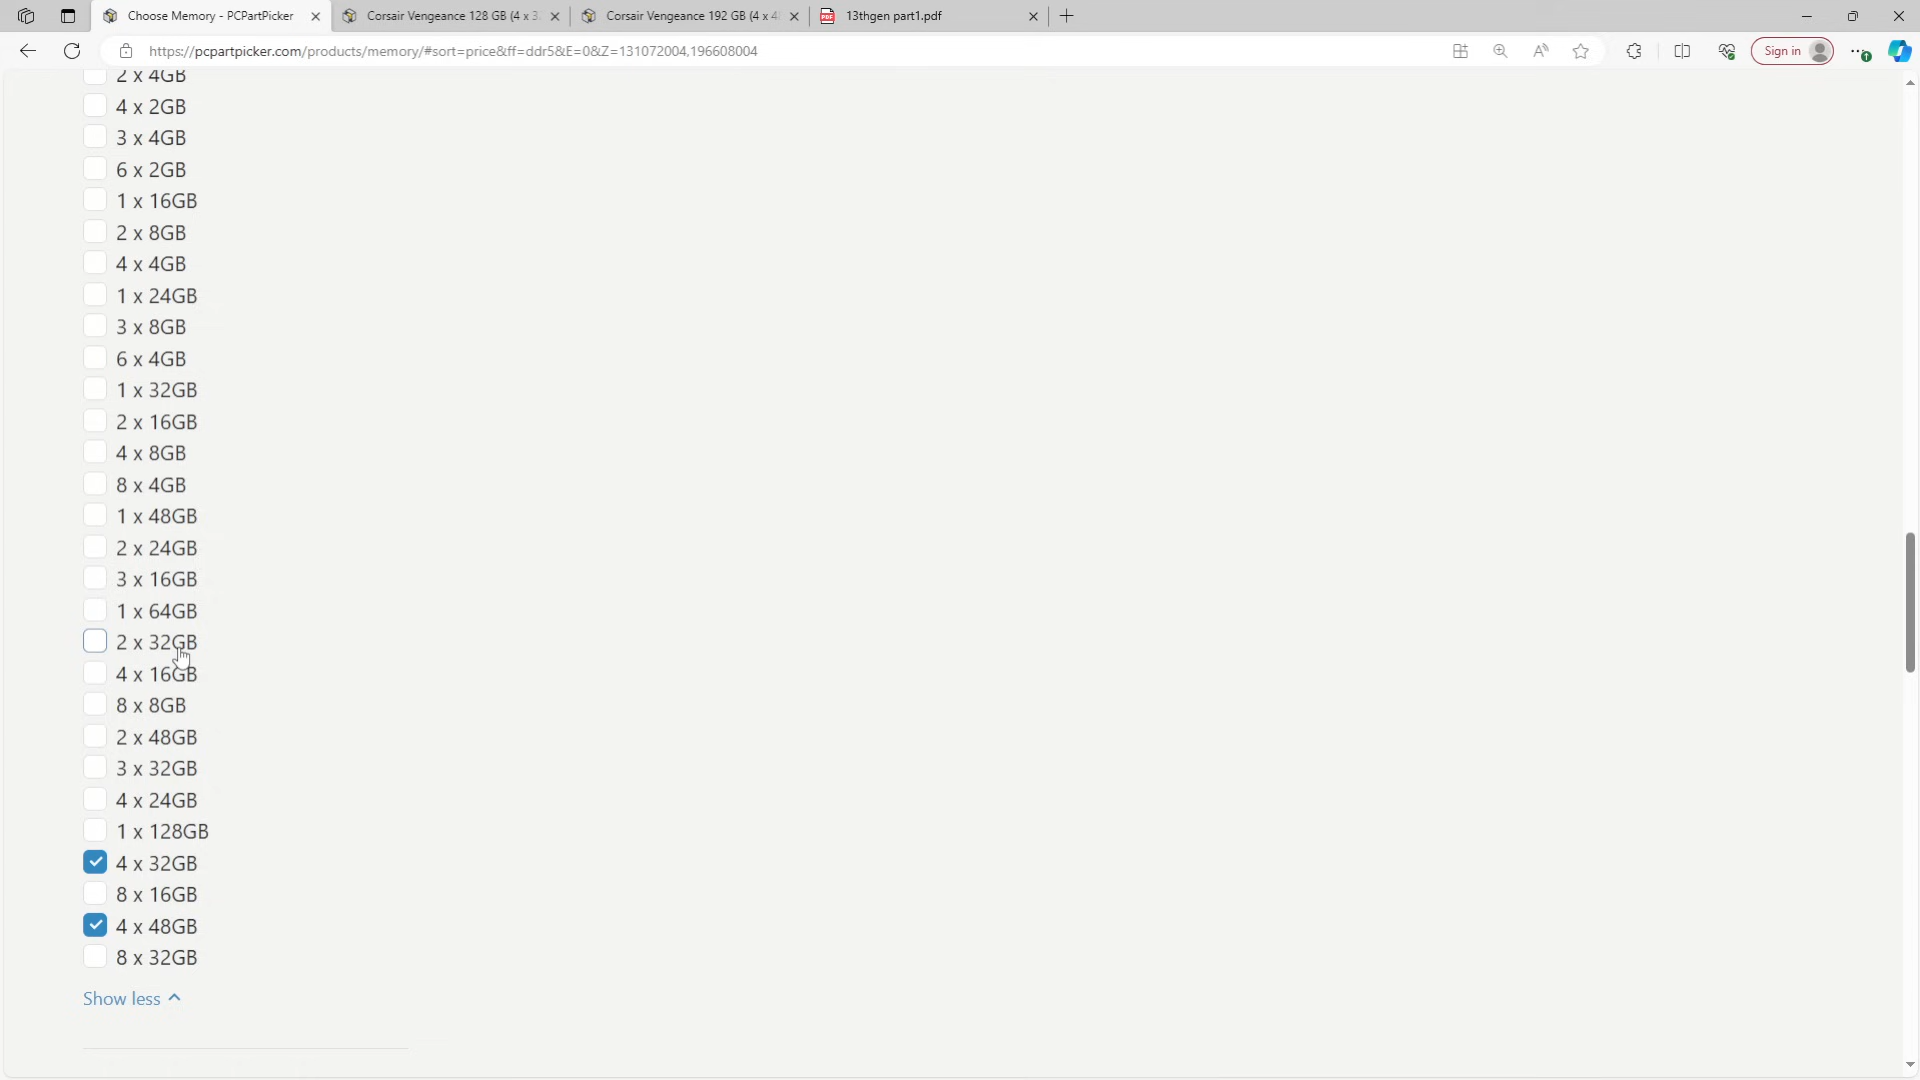 Choose Memory - PCPartPicker
Corsair Vengeance 128 GB (4 x 3
Corsair Vengeance 192 GB (4 x 4
13thgen part1.pdf
https://pcpartpicker.com/products/memory/#sort=price&ff=ddr5&E=0&Z=131072004,196608004
Sign in
2 x 4GB
4 x 2GB
3 x 4GB
6 x 2GB
1 x 16GB
2 x 8GB
4 x 4GB
1 x 24GB
3 x 8GB
6 x 4GB
1 x 32GB
2 x 16GB
4 x 8GB
8 x 4GB
1 x 48GB
2 x 24GB
3 x 16GB
1 x 64GB
2 x 32GB
4 x 16GB
8 x 8GB
2 x 48GB
3 x 32GB
4 x 24GB
1 x 128GB
4 x 32GB
8 x 16GB
4 x 48GB
8 x 32GB
Show less